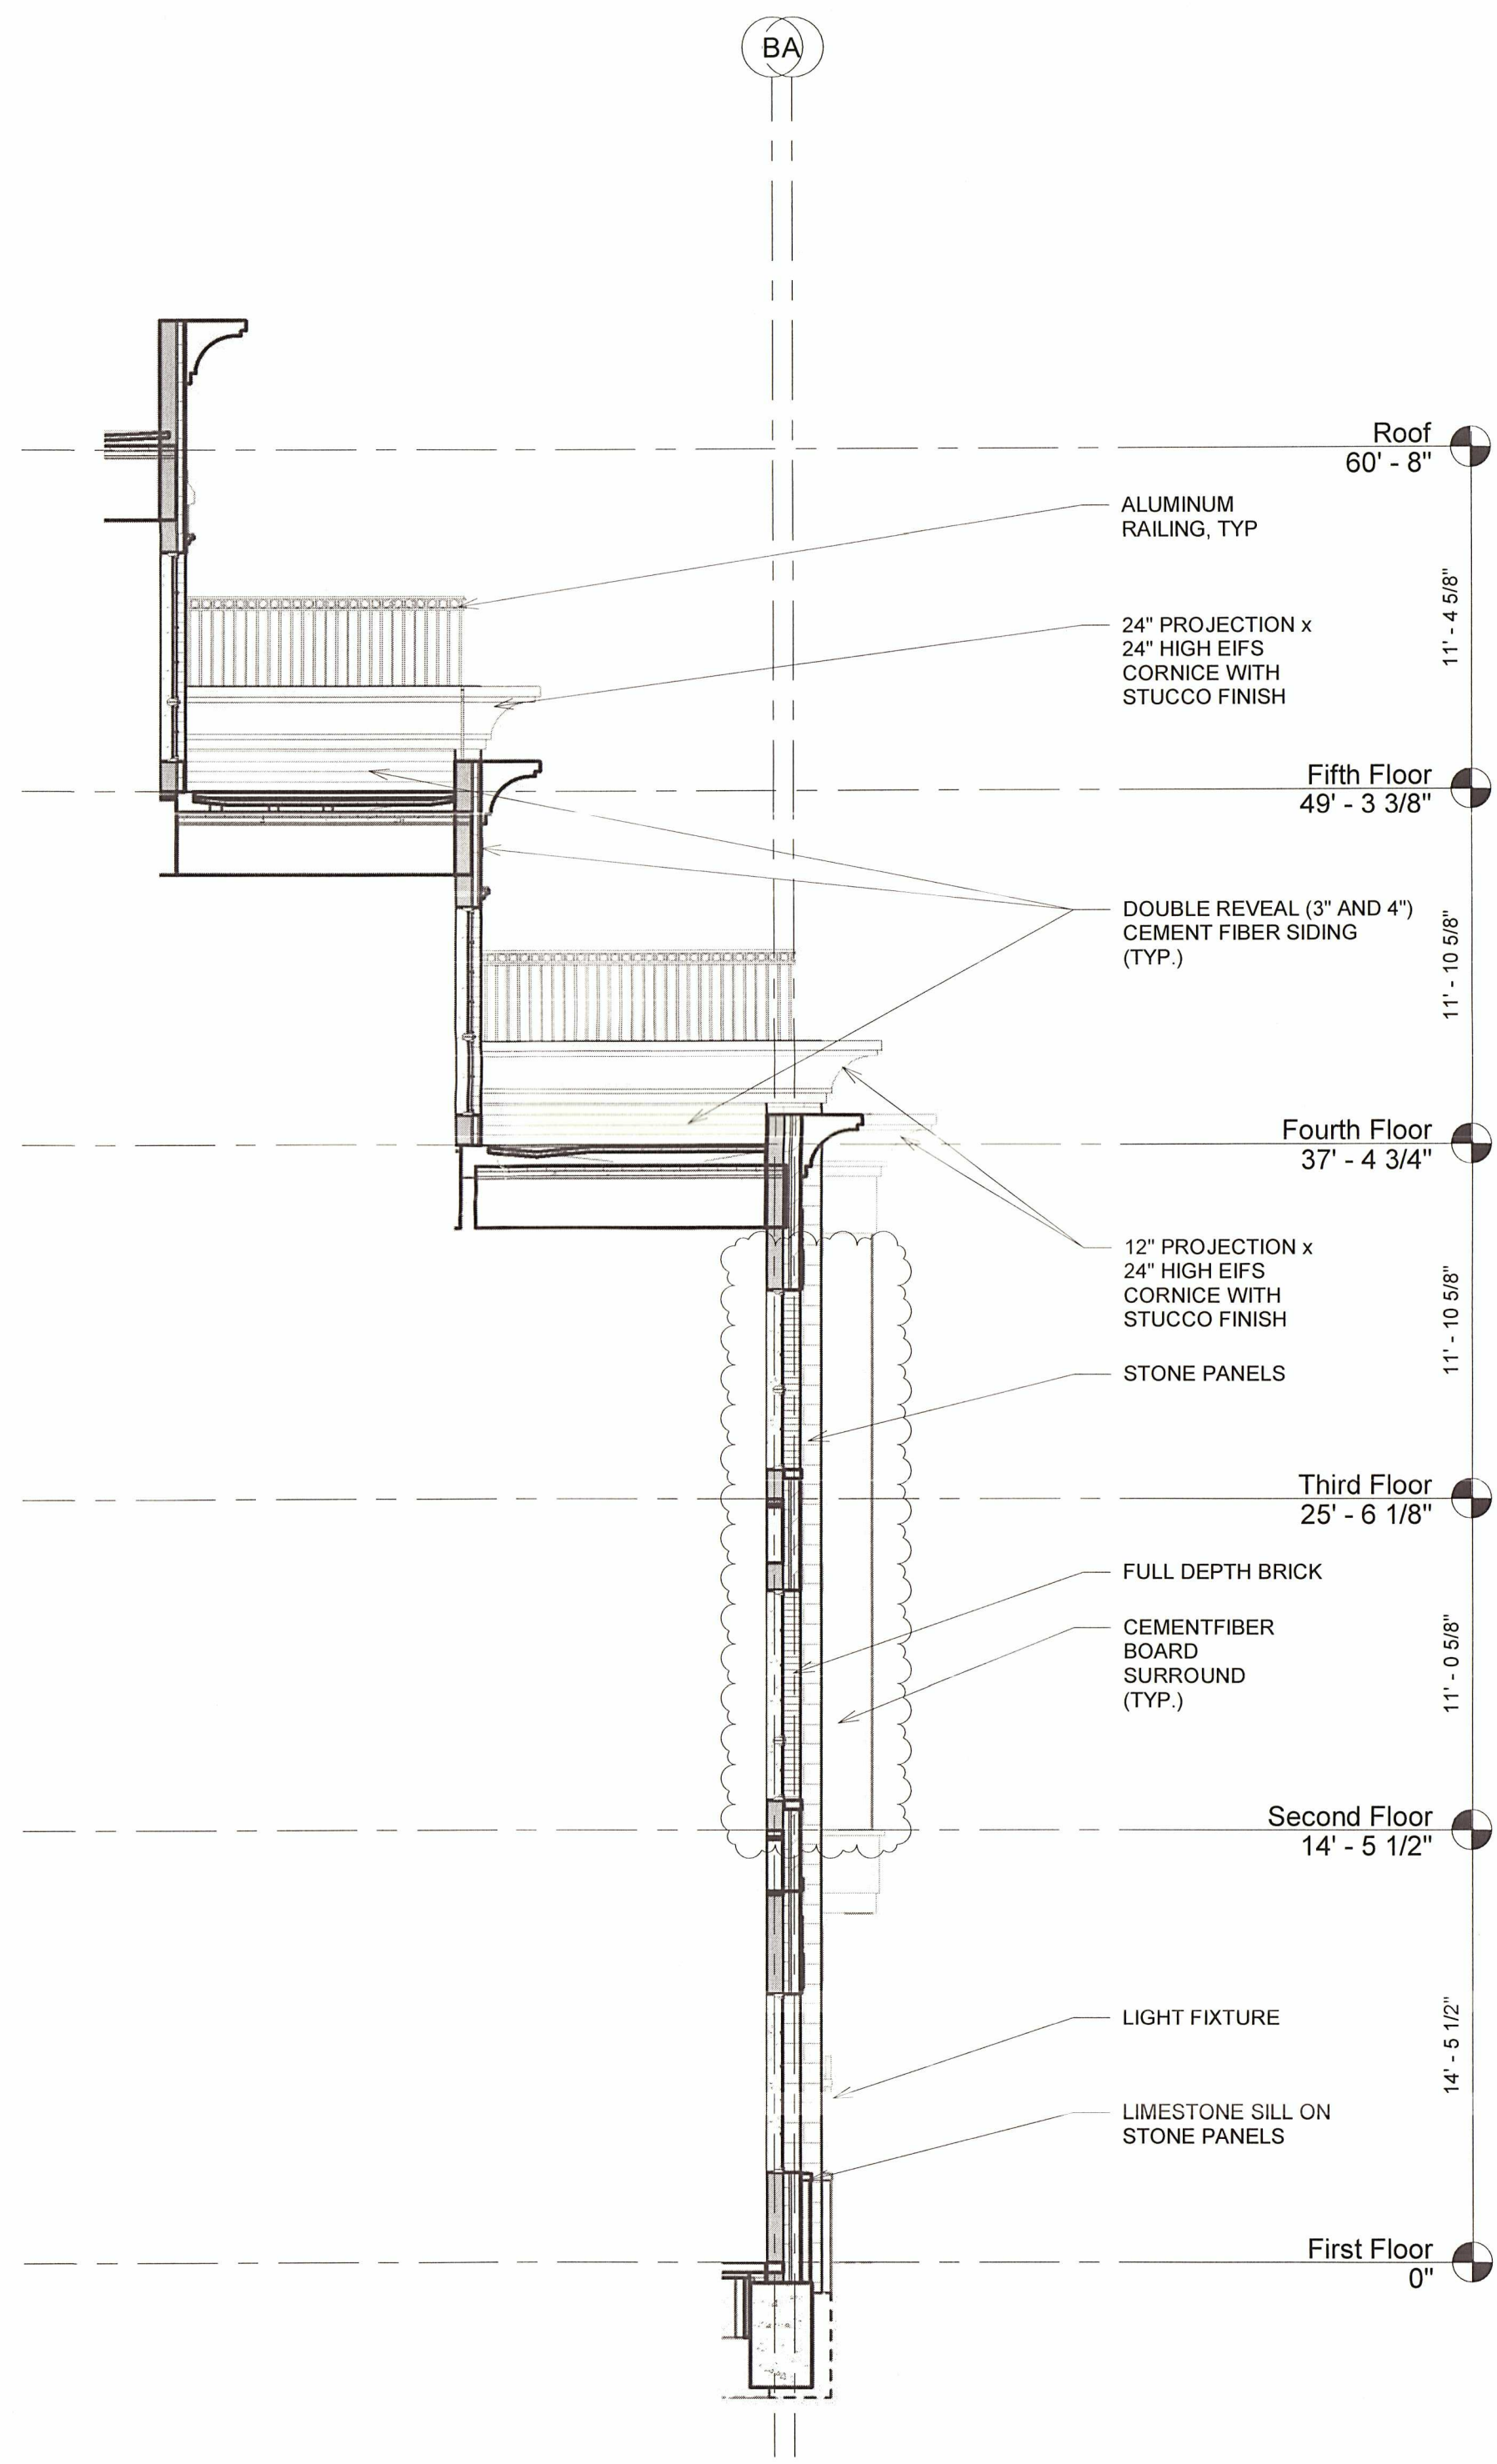 BA
Roof
60' - 8"
ALUMINUM
RAILING, TYP
11' - 4 5/8"
24" PROJECTION x
24" HIGH EIFS
CORNICE WITH
STUCCO FINISH
Fifth Floor
49' - 3 3/8"
DOUBLE REVEAL (3" AND 4")
CEMENT FIBER SIDING
(TYP.)
11' - 10 5/8"
Fourth Floor
37' - 4 3/4"
12" PROJECTION x
24" HIGH EIFS
CORNICE WITH
STUCCO FINISH
11' - 10 5/8"
STONE PANELS
Third Floor
25' - 6 1/8"
FULL DEPTH BRICK
CEMENTFIBER
BOARD
SURROUND
(TYP.)
11' - 0 5/8"
Second Floor
14' - 5 1/2"
LIGHT FIXTURE
14' - 5 1/2"
LIMESTONE SILL ON
STONE PANELS
First Floor
0"